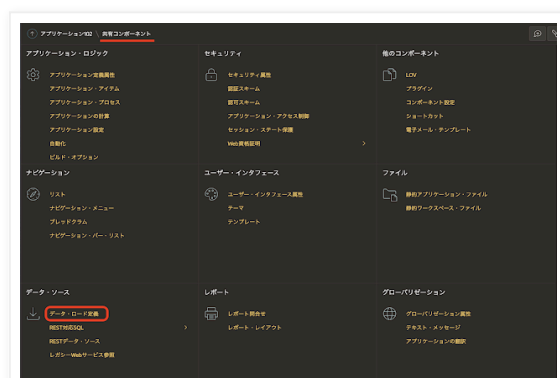 アプリケーション102 \ 共有コンポーネント
アプリケーション・ロジック
アプリケーション定義属性
アプリケーション・アイテム
アプリケーション・プロセス
アプリケーションの計算
アプリケーション設定
自動化
ビルド・オプション
セキュリティ
セキュリティ属性
認証スキーム
認可スキーム
アプリケーション・アクセス制御
セッション・ステート保護
Web資格証明
他のコンポーネント
LOV
プラグイン
コンポーネント設定
ショートカット
電子メール・テンプレート
ナビゲーション
リスト
ナビゲーション・メニュー
ブレッドクラム
ナビゲーション・バー・リスト
ユーザー・インタフェース
ユーザー・インタフェース属性
テーマ
テンプレート
ファイル
静的アプリケーション・ファイル
静的ワークスペース・ファイル
データ・ソース
データ・ロード定義
REST対応SQL
RESTデータ・ソース
レガシーWebサービス参照
レポート
レポート問合せ
レポート・レイアウト
グローバリゼーション
グローバリゼーション属性
テキスト・メッセージ
アプリケーションの翻訳